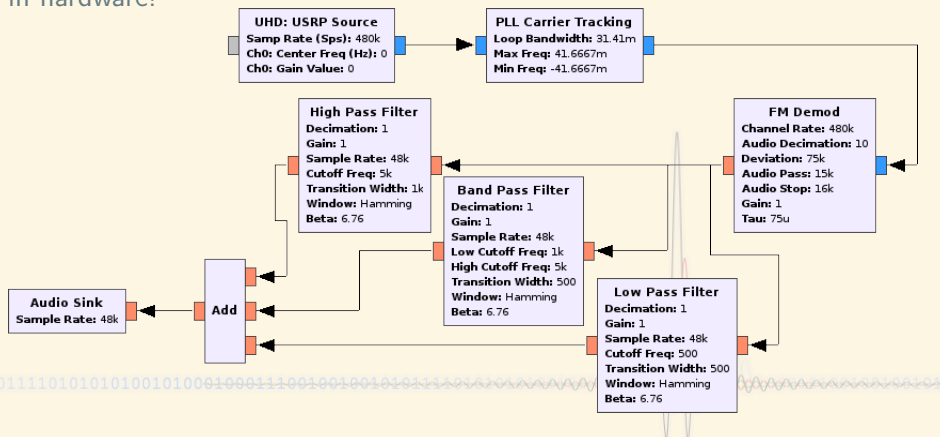 in hardware?
UHD: USRP Source
Samp Rate (Sps): 480k
Ch0: Center Freq (Hz): 0
Ch0: Gain Value: 0
PLL Carrier Tracking
Loop Bandwidth: 31.41m
Max Freq: 41.6667m
Min Freq: -41.6667m
High Pass Filter
Decimation: 1
Gain: 1
Sample Rate: 48k
Cutoff Freq: 5k
Transition Width: 1k
Window: Hamming
Beta: 6.76
FM Demod
Channel Rate: 480k
Audio Decimation: 10
Deviation: 75k
Audio Pass: 15k
Audio Stop: 16k
Gain: 1
Tau: 75u
Band Pass Filter
Decimation: 1
Gain: 1
Sample Rate: 48k
Low Cutoff Freq: 1k
High Cutoff Freq: 5k
Transition Width: 500
Window: Hamming
Beta: 6.76
Low Pass Filter
Decimation: 1
Gain: 1
Sample Rate: 48k
Cutoff Freq: 500
Transition Width: 500
Window: Hamming
Beta: 6.76
Add
Audio Sink
Sample Rate: 48k